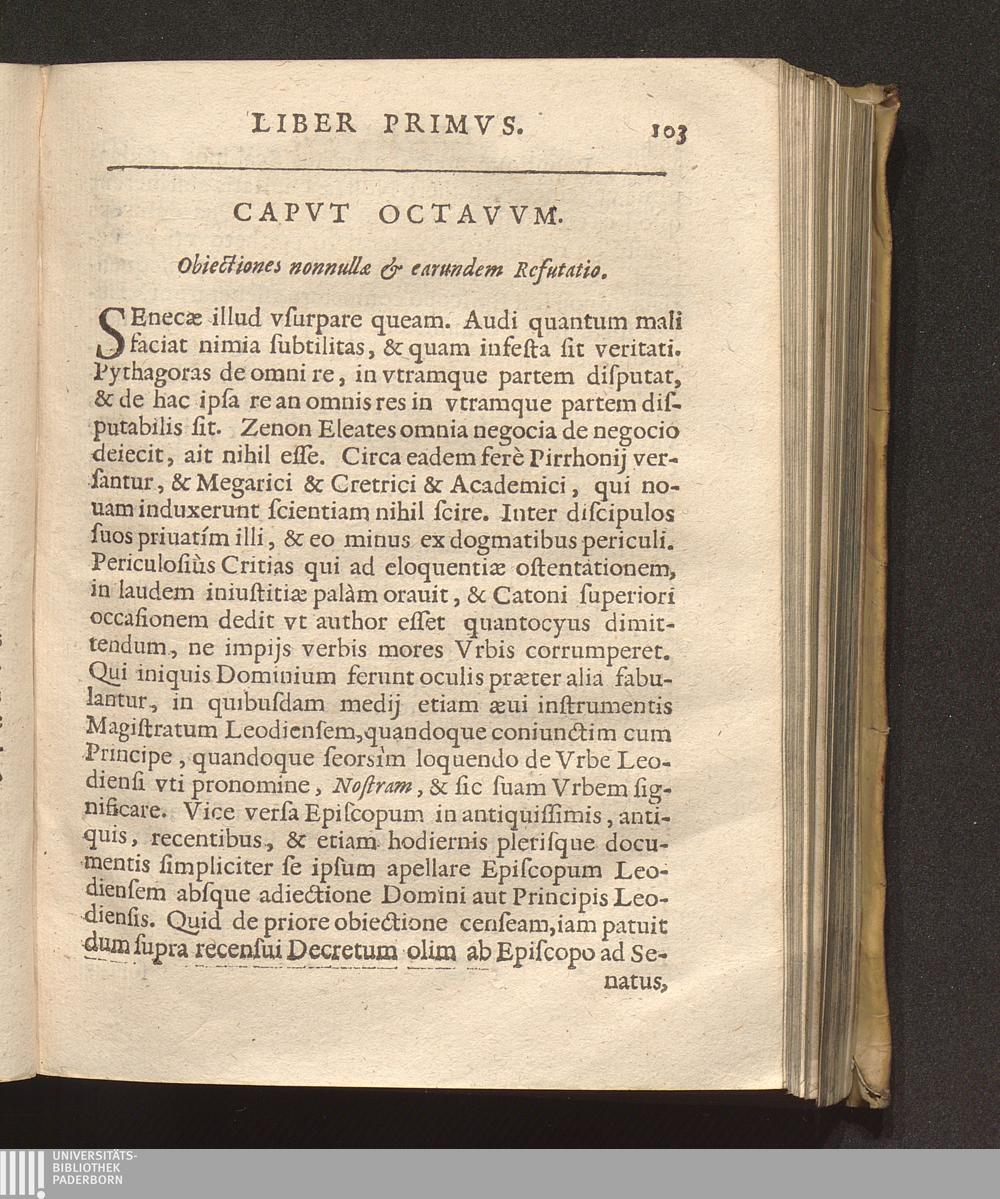 LIBER PRIMVS. 103
CAPVT OCTAVVM.
Obiectiones nonnullæ & earundem Refutatio.
SEnecæ illud vſurpare queam. Audi quantum mali
faciat nimia ſubtilitas, & quam infeſta ſit veritati.
Pythagoras de omni re, in vtramque partem diſputat,
& de hac ipſa re an omnis res in vtramque partem diſ-
putabilis ſit. Zenon Eleates omnia negocia de negocio
deiecit, ait nihil eſſe. Circa eadem ferè Pirrhonij ver-
ſantur, & Megarici & Cretrici & Academici, qui no-
uam induxerunt ſcientiam nihil ſcire. Inter diſcipulos
ſuos priuatím illi, & eo minus ex dogmatibus periculi.
Periculoſiùs Critias qui ad eloquentiæ oſtentationem,
in laudem iniuſtitiæ palàm orauit, & Catoni ſuperiori
occaſionem dedit vt author eſſet quantocyus dimit-
tendum, ne impijs verbis mores Vrbis corrumperet.
Qui iniquis Dominium ferunt oculis præter alia fabu-
lantur, in quibuſdam medij etiam æui inſtrumentis
Magiſtratum Leodienſem, quandoque coniunctim cum
Principe, quandoque ſeorsìm loquendo de Vrbe Leo-
dienſi vti pronomine, Noſtram, & ſic ſuam Vrbem ſig-
nificare. Vice verſa Epiſcopum in antiquiſſimis, anti-
quis, recentibus, & etiam hodiernis pleriſque docu-
mentis ſimpliciter ſe ipſum apellare Epiſcopum Leo-
dienſem abſque adiectione Domini aut Principis Leo-
dienſis. Quid de priore obiectione cenſeam, iam patuit
dum ſupra recenſui Decretum olim ab Epiſcopo ad Se-
natus,
UNIVERSITÄTS-
BIBLIOTHEK
PADERBORN